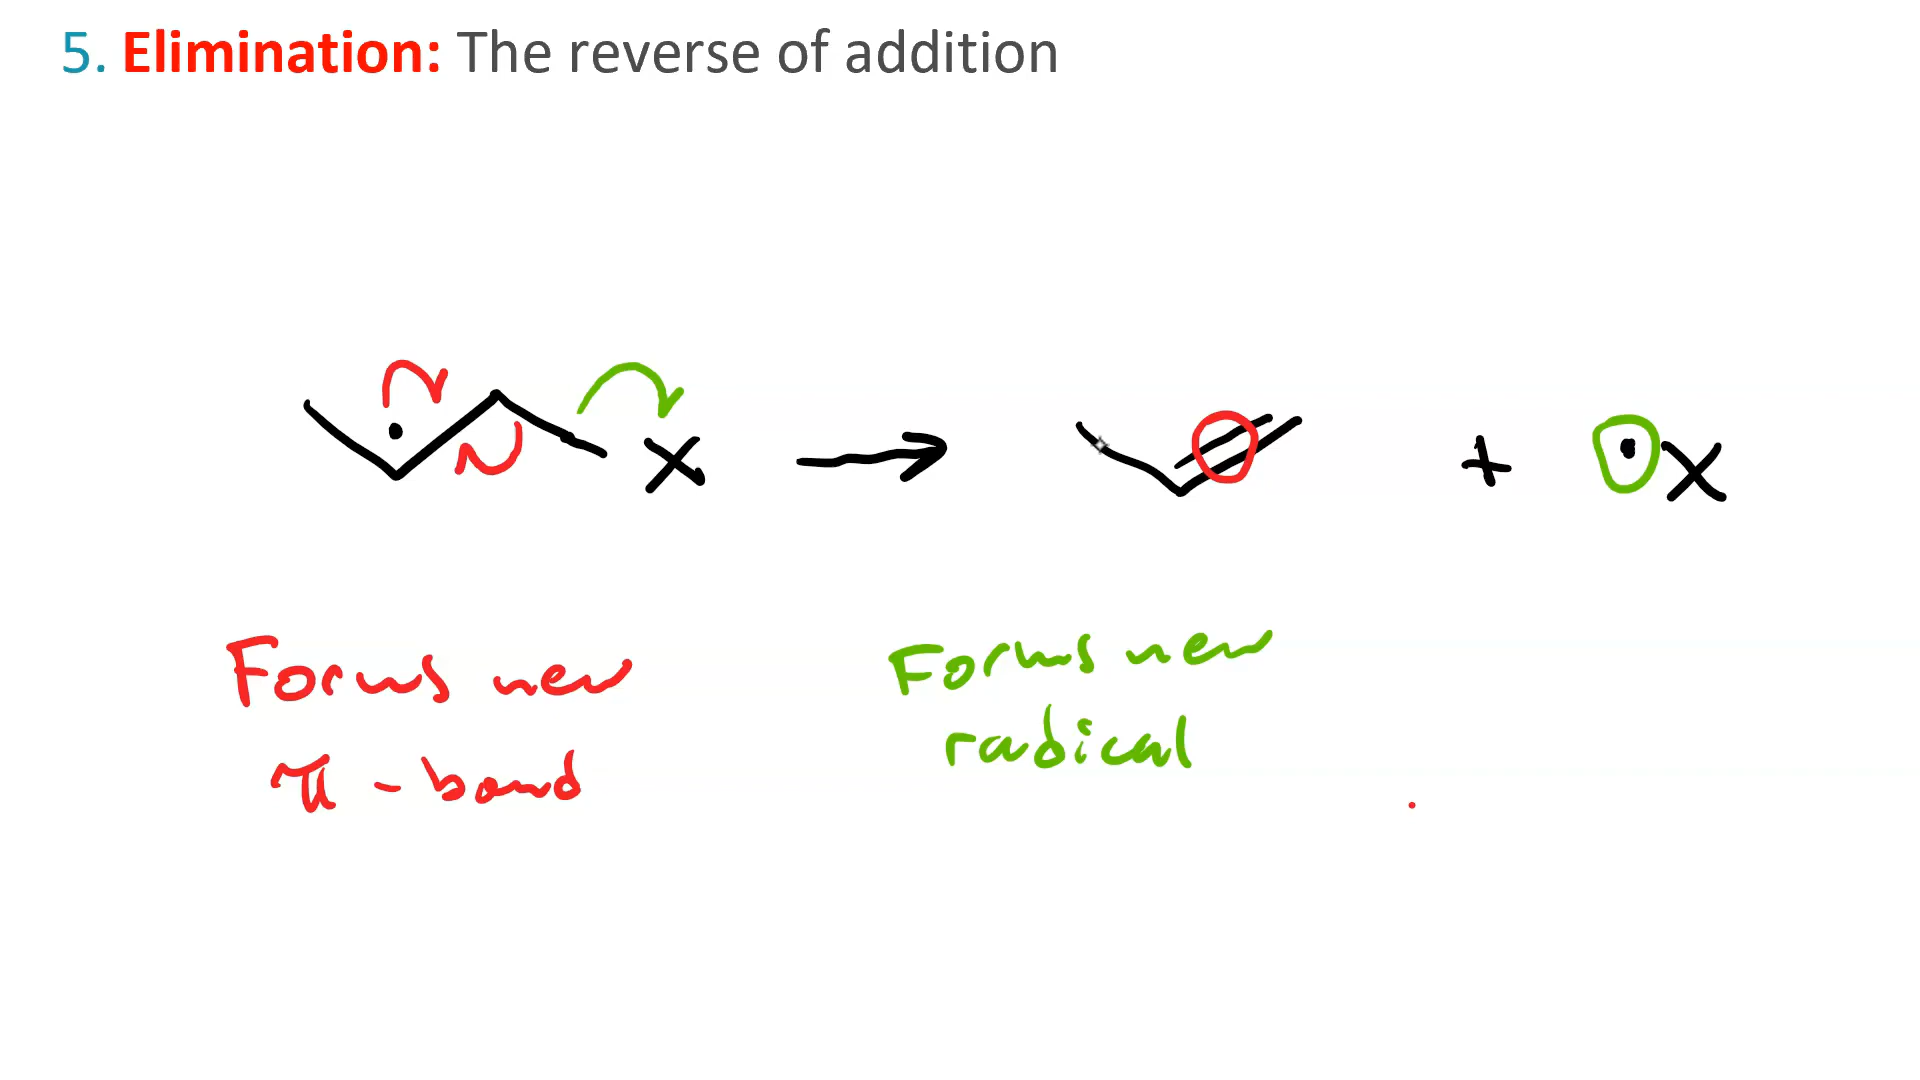 5. Elimination: The reverse of addition
X
+
X
Forms new
π - bond
Forms new
radical